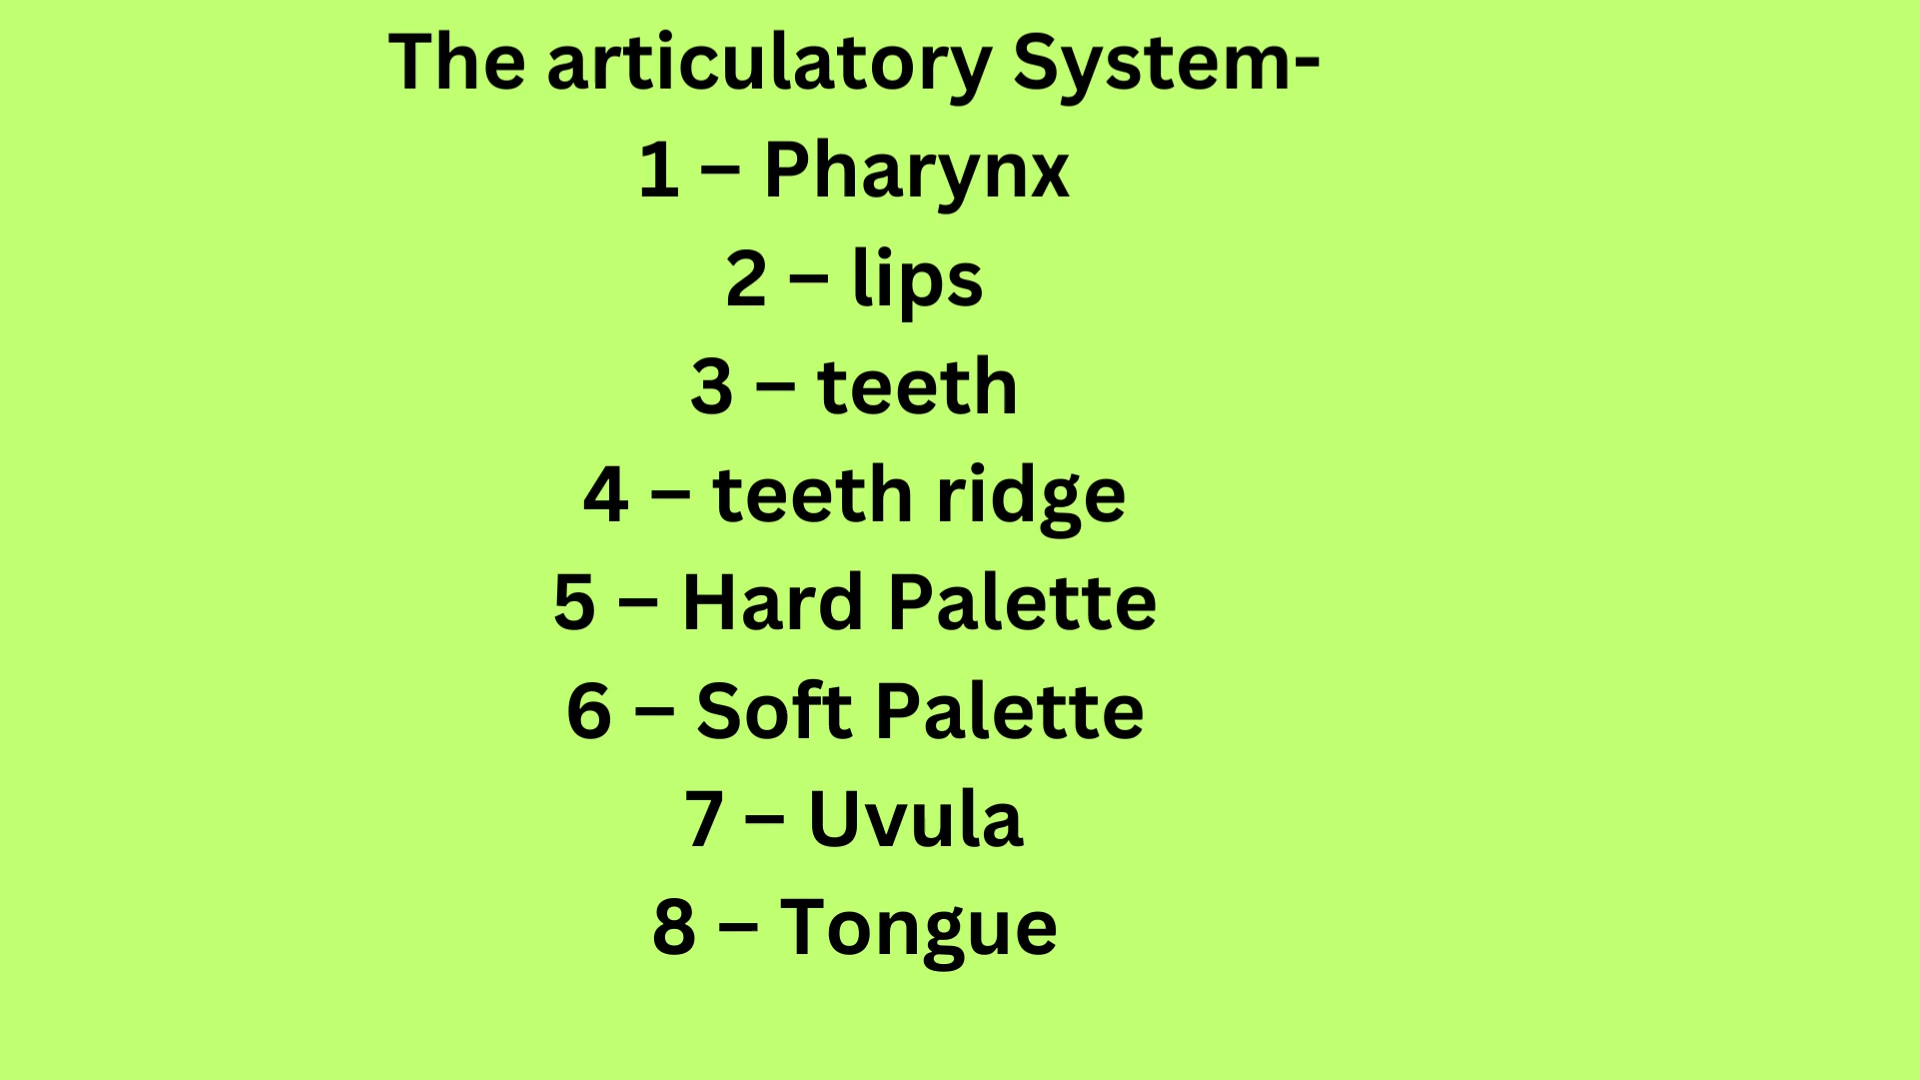 The articulatory System-
1 – Pharynx
2 – lips
3 – teeth
4 – teeth ridge
5 – Hard Palette
6 – Soft Palette
7 – Uvula
8 – Tongue